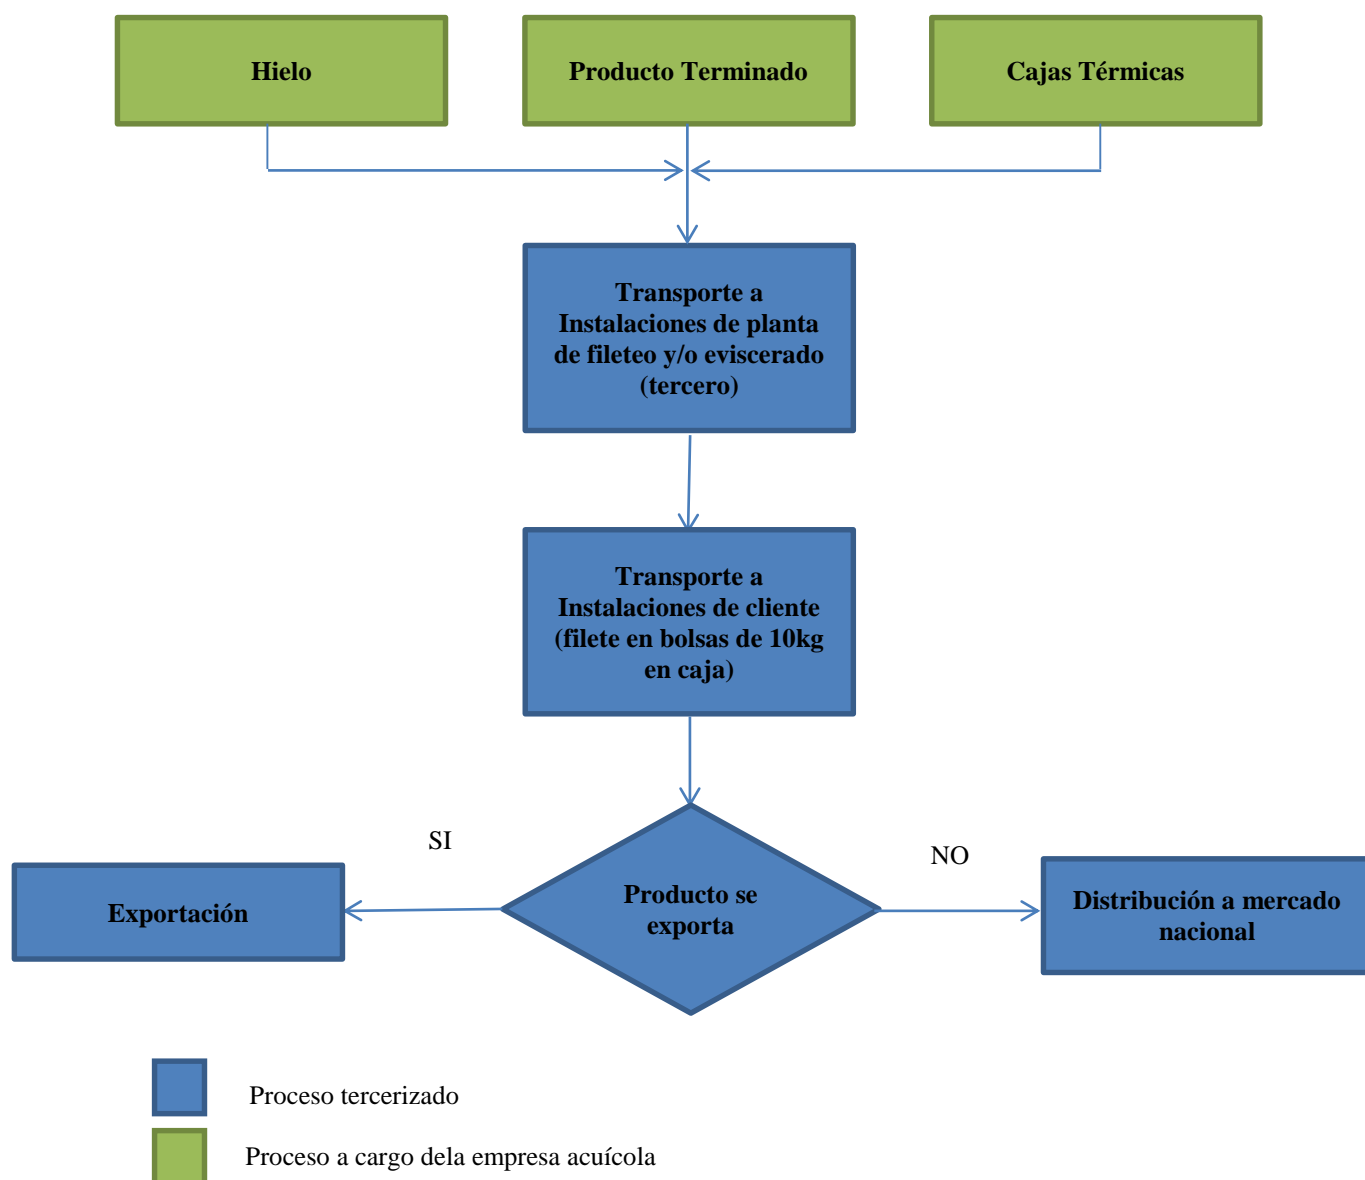 Hielo
Producto Terminado
Cajas Térmicas
Transporte a
Instalaciones de planta
de fileteo y/o eviscerado
(tercero)
Transporte a
Instalaciones de cliente
(filete en bolsas de 10kg
en caja)
SI
NO
Exportación
Producto se
exporta
Distribución a mercado
nacional
Proceso tercerizado
Proceso a cargo dela empresa acuícola